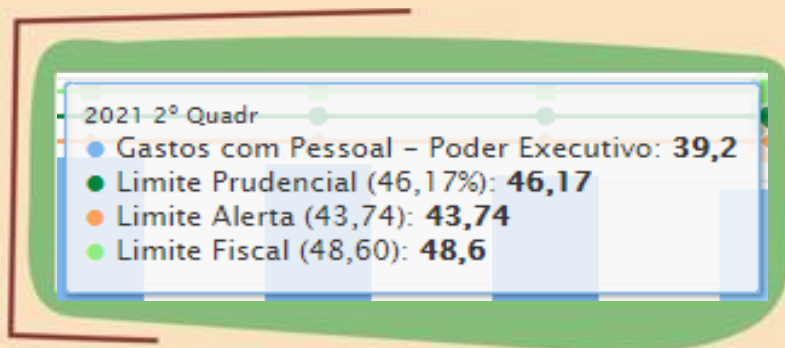 2021 2º Quadr
Gastos com Pessoal – Poder Executivo: 39,2
Limite Prudencial (46,17%): 46,17
Limite Alerta (43,74): 43,74
Limite Fiscal (48,60): 48,6